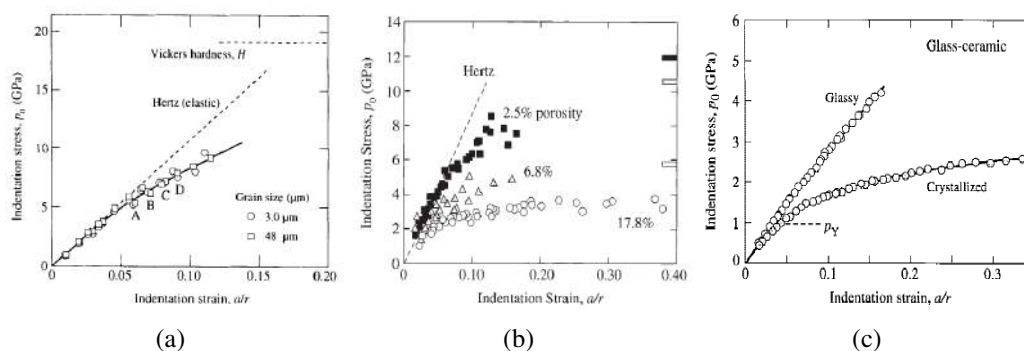 20
15
10
5
0
0
0.05
0.10
0.15
0.20
Indentation stress, p₀ (GPa)
Indentation strain, a/r
Vickers hardness, H
Hertz (elastic)
A
B
C
D
Grain size (μm)
3.0 μm
48 μm
(a)
14
12
10
8
6
4
2
0
0.00
0.10
0.20
0.30
0.40
Indentation Stress, p₀ (GPa)
Indentation Strain, a/r
Hertz
2.5% porosity
6.8%
17.8%
(b)
6
5
4
3
2
1
0
0
0.1
0.2
0.3
Indentation stress, p₀ (GPa)
Indentation strain, a/r
Glass-ceramic
Glassy
Crystallized
pY
(c)